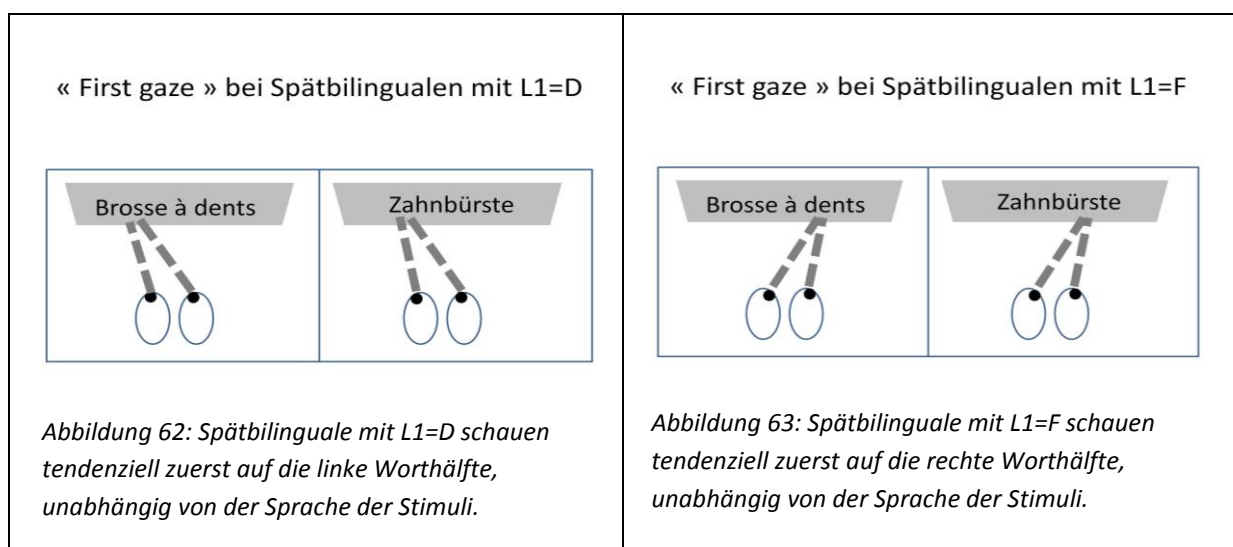 « First gaze » bei Spätbilingualen mit L1=D
Brosse à dents
Zahnbürste
Abbildung 62: Spätbilinguale mit L1=D schauen
tendenziell zuerst auf die linke Worthälfte,
unabhängig von der Sprache der Stimuli.
« First gaze » bei Spätbilingualen mit L1=F
Brosse à dents
Zahnbürste
Abbildung 63: Spätbilinguale mit L1=F schauen
tendenziell zuerst auf die rechte Worthälfte,
unabhängig von der Sprache der Stimuli.